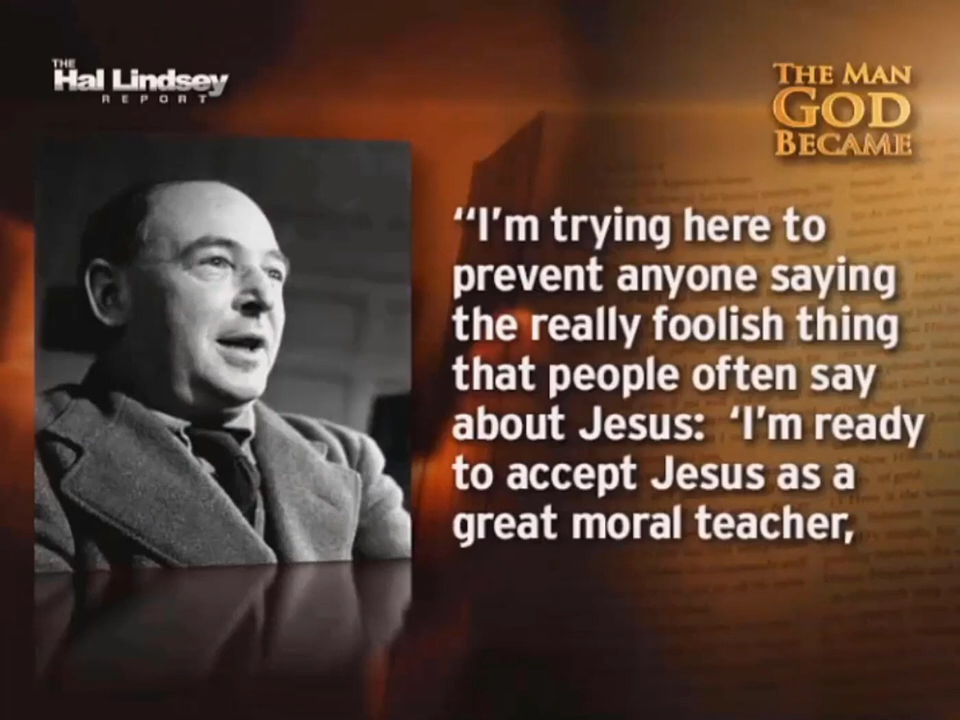 THE
Hal Lindsey
REPORT
THE MAN
GOD
BECAME
“I’m trying here to
prevent anyone saying
the really foolish thing
that people often say
about Jesus:  ‘I’m ready
to accept Jesus as a
great moral teacher,